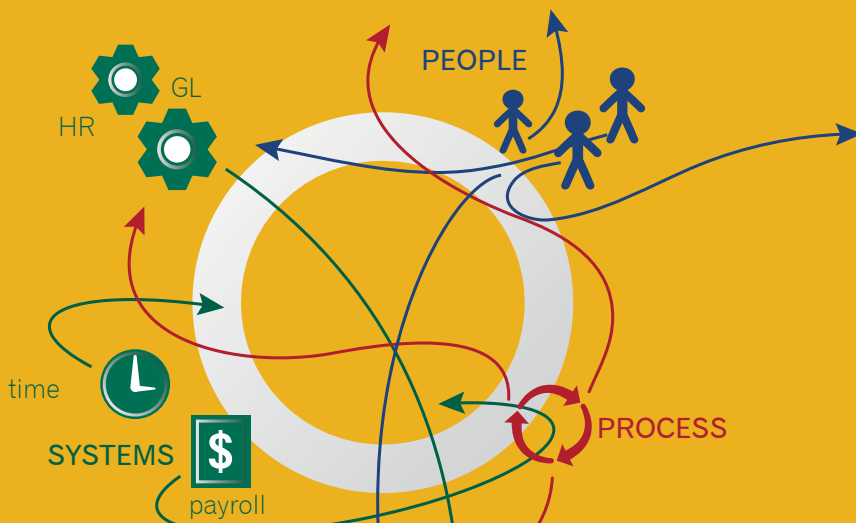 PEOPLE
GL
HR
time
PROCESS
SYSTEMS
$
payroll